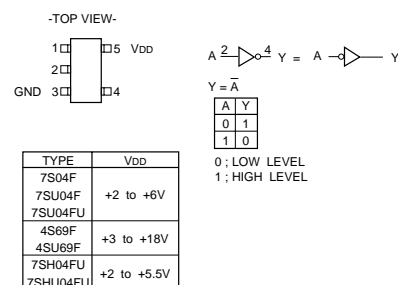 -TOP VIEW-
1 5 VDD
2
GND 3 4
A 2 4 Y = A Y
Y = A̅
A Y
0 1
1 0
0 ; LOW LEVEL
1 ; HIGH LEVEL
TYPE VDD
7S04F
7SU04F
7SU04FU
+2 to +6V
4S69F
4SU69F
+3 to +18V
7SH04FU
7SHU04FU
+2 to +5.5V